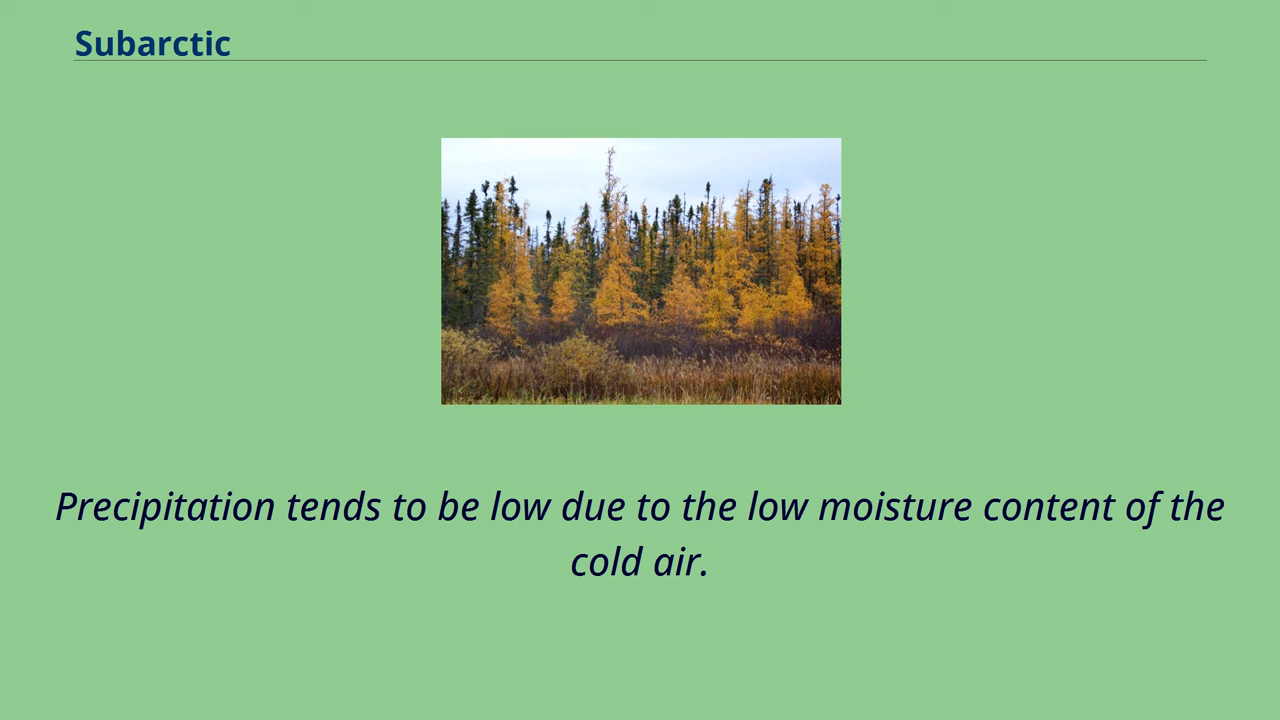 Subarctic
Precipitation tends to be low due to the low moisture content of the
cold air.